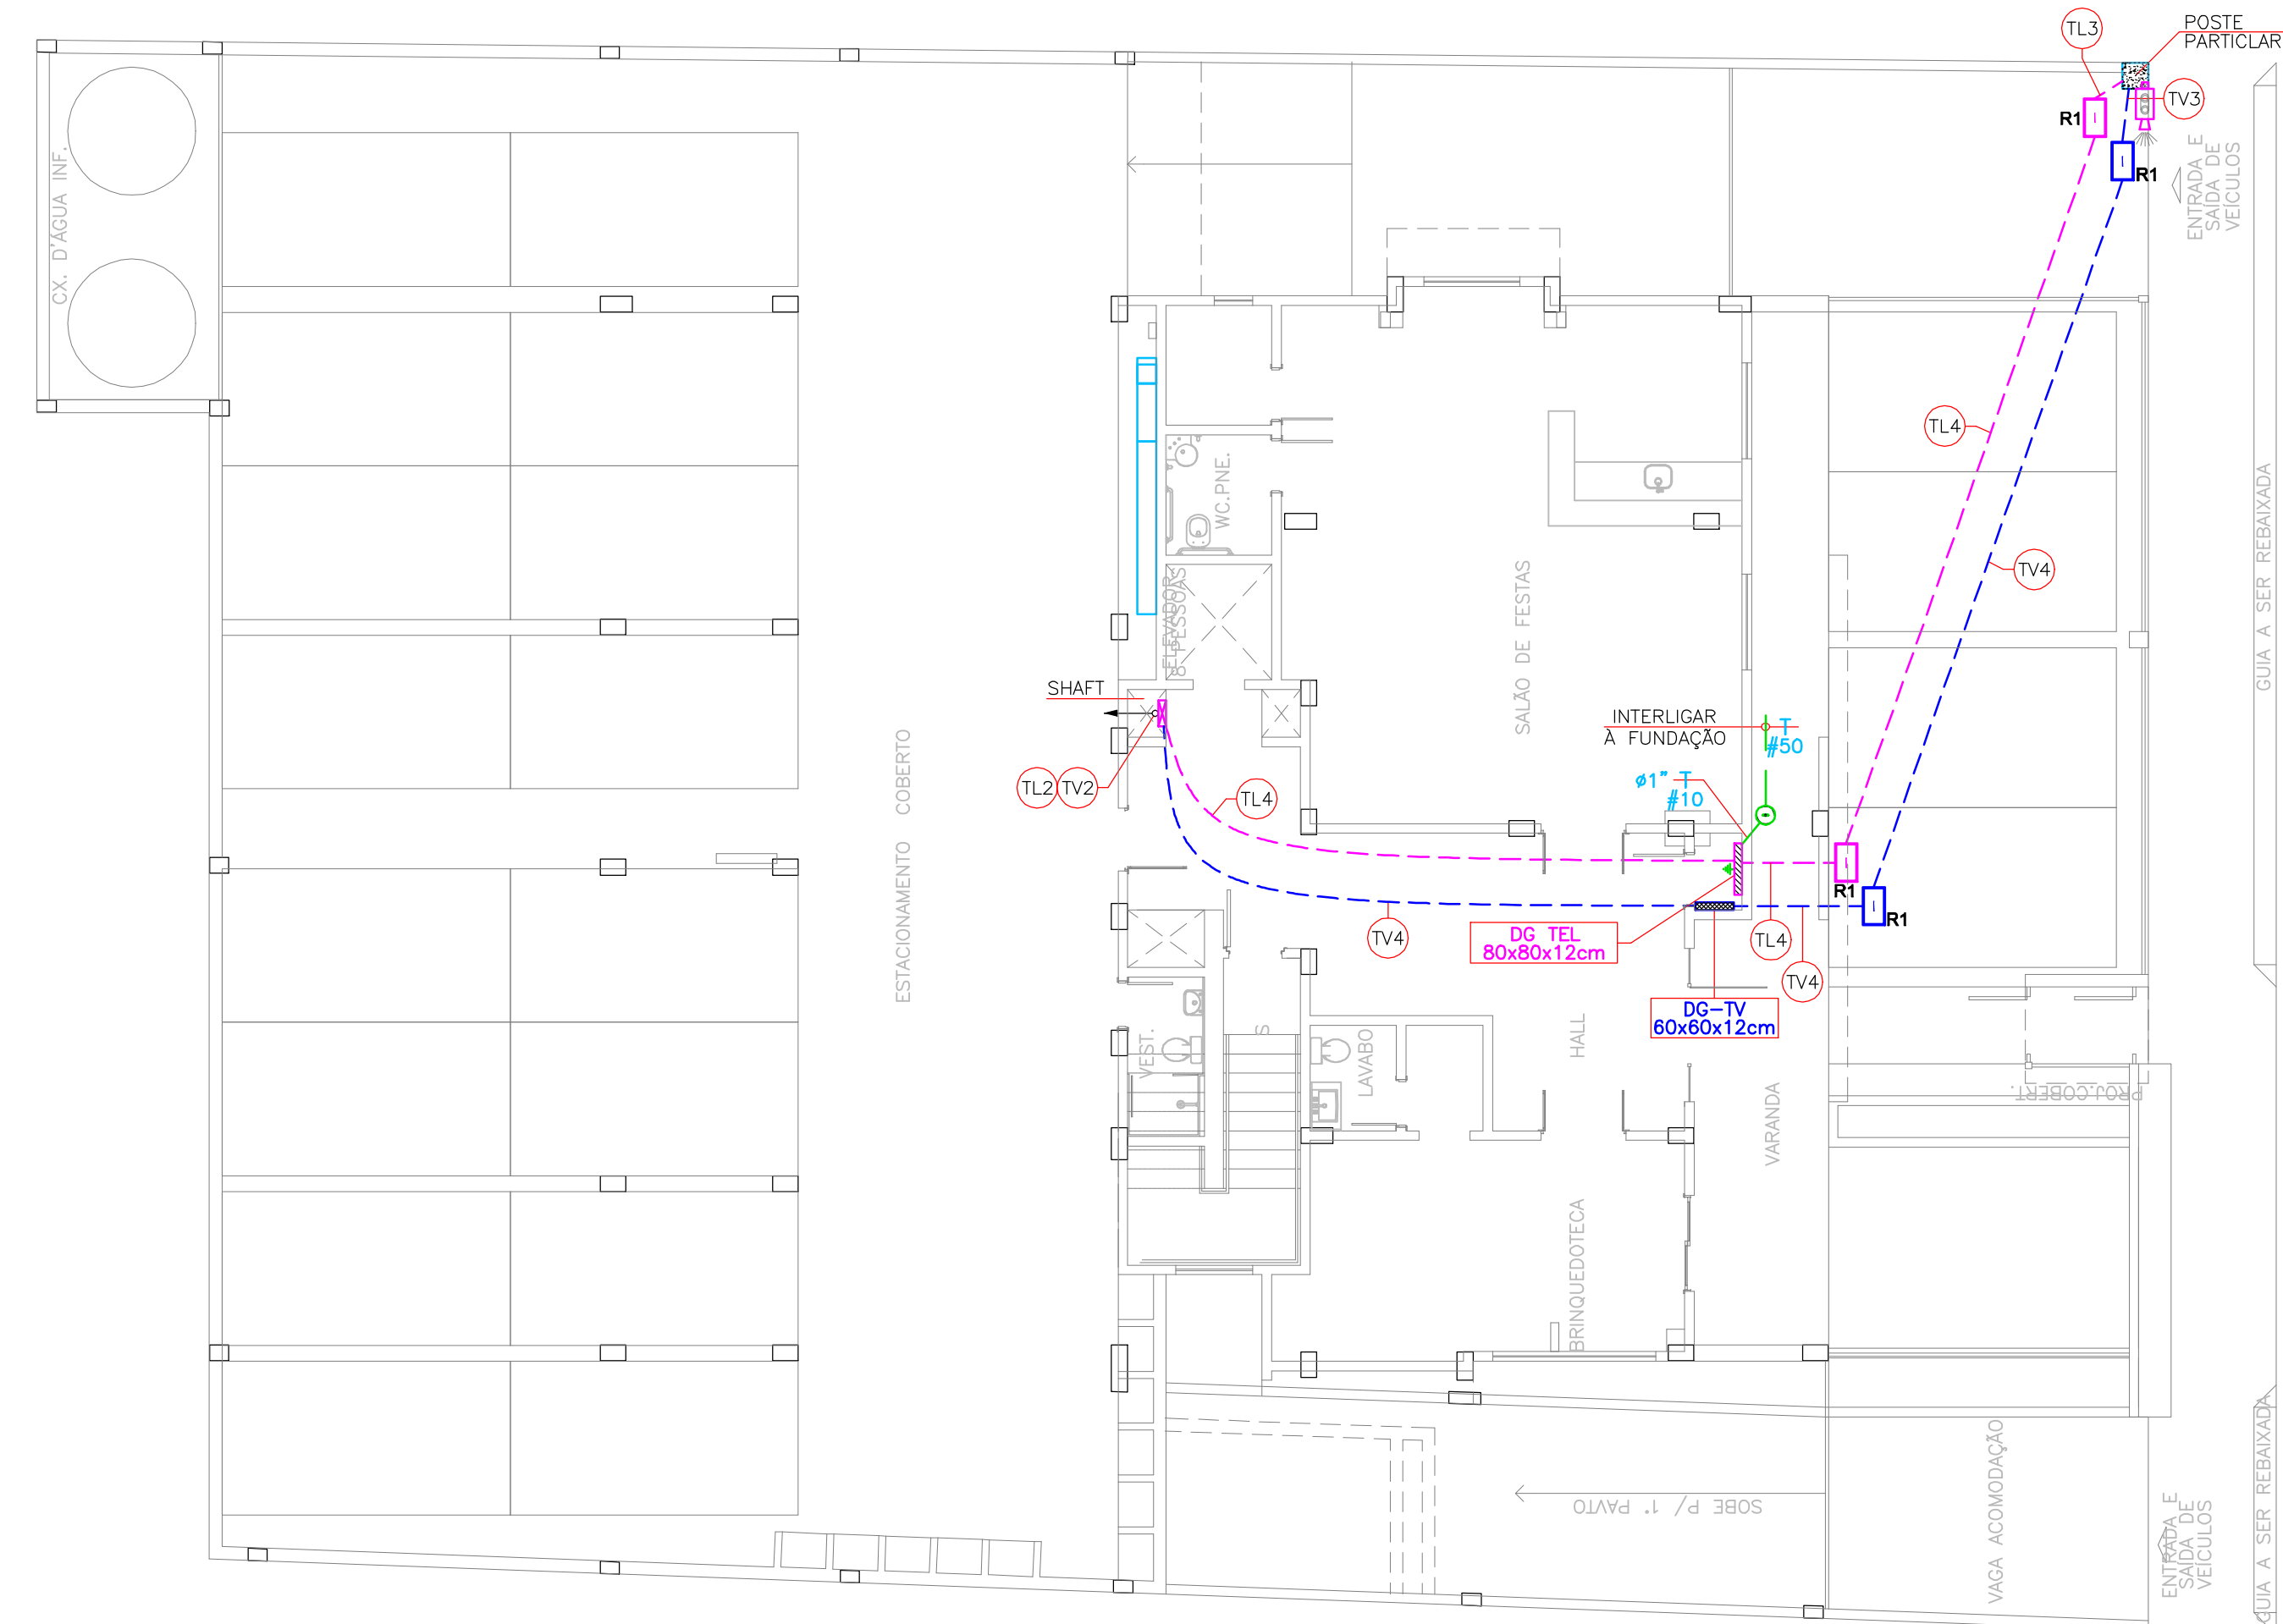 POSTE
PARTICLAR
TL3
TV3
R1
R1
ENTRADA E
SAÍDA DE
VEÍCULOS
CX. D'ÁGUA INF.
TL4
TV4
GUIA A SER REBAIXADA
WC.PNE.
ELEVADOR
8 PESSOAS
SALÃO DE FESTAS
SHAFT
INTERLIGAR
À FUNDAÇÃO
T
#50
ø1" T
#10
TL2
TV2
TL4
ESTACIONAMENTO COBERTO
R1
R1
TV4
DG TEL
80x80x12cm
TL4
TV4
DG-TV
60x60x12cm
VEST.
S
LAVABO
HALL
VARANDA
PROJ.COBERT.
BRINQUEDOTECA
SOBE P/ 1° PAVTO
VAGA ACOMODAÇÃO
ENTRADA E
SAÍDA DE
VEÍCULOS
GUIA A SER REBAIXADA